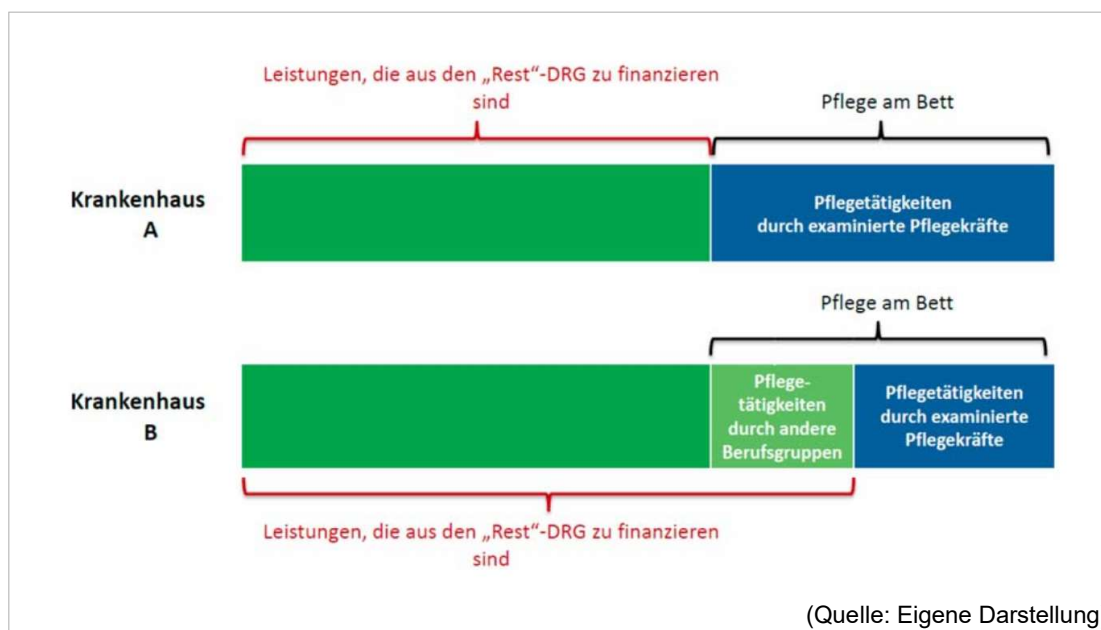 Leistungen, die aus den „Rest“-DRG zu finanzieren
sind
Pflege am Bett
Krankenhaus
A
Pflegetätigkeiten
durch examinierte Pflegekräfte
Pflege am Bett
Krankenhaus
B
Pflege-
tätigkeiten
durch andere
Berufsgruppen
Pflegetätigkeiten
durch examinierte
Pflegekräfte
Leistungen, die aus den „Rest“-DRG zu finanzieren
sind
(Quelle: Eigene Darstellung